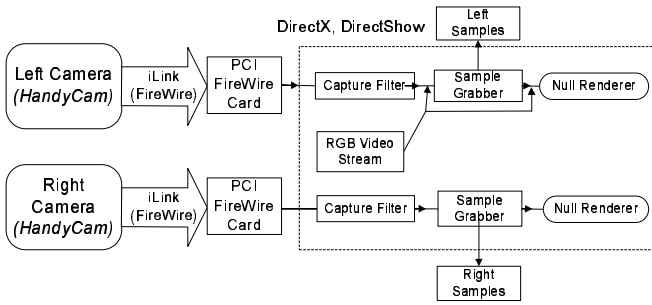 DirectX, DirectShow
Left
Samples
Left Camera
(HandyCam)
iLink
(FireWire)
PCI
FireWire
Card
Capture Filter
Sample
Grabber
Null Renderer
RGB Video
Stream
Right
Camera
(HandyCam)
iLink
(FireWire)
PCI
FireWire
Card
Capture Filter
Sample
Grabber
Null Renderer
Right
Samples